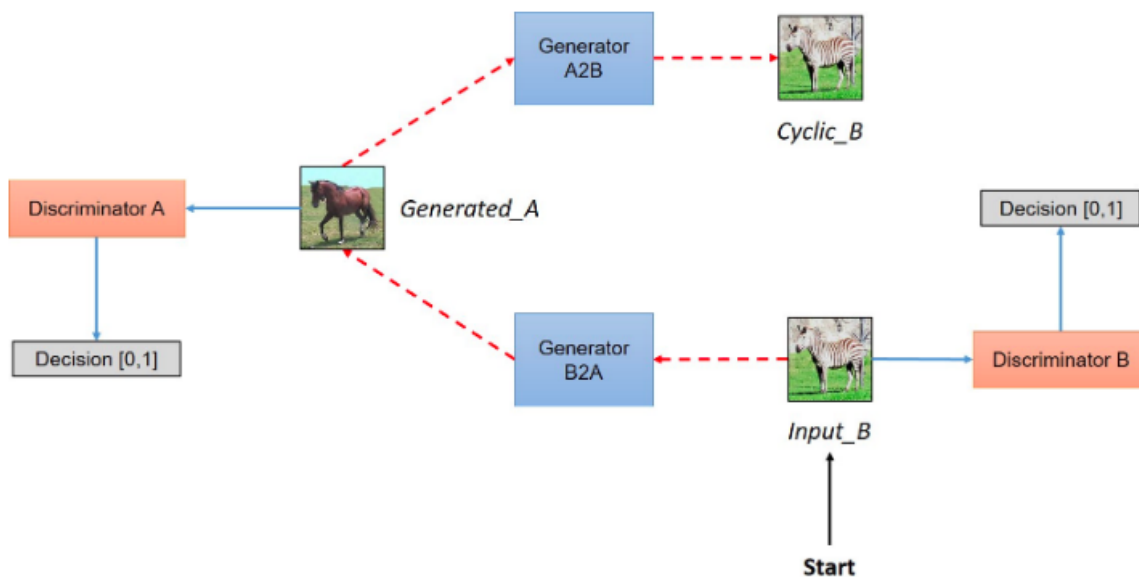 Generator
A2B
Cyclic_B
Discriminator A
Generated_A
Decision [0,1]
Decision [0,1]
Generator
B2A
Discriminator B
Input_B
Start